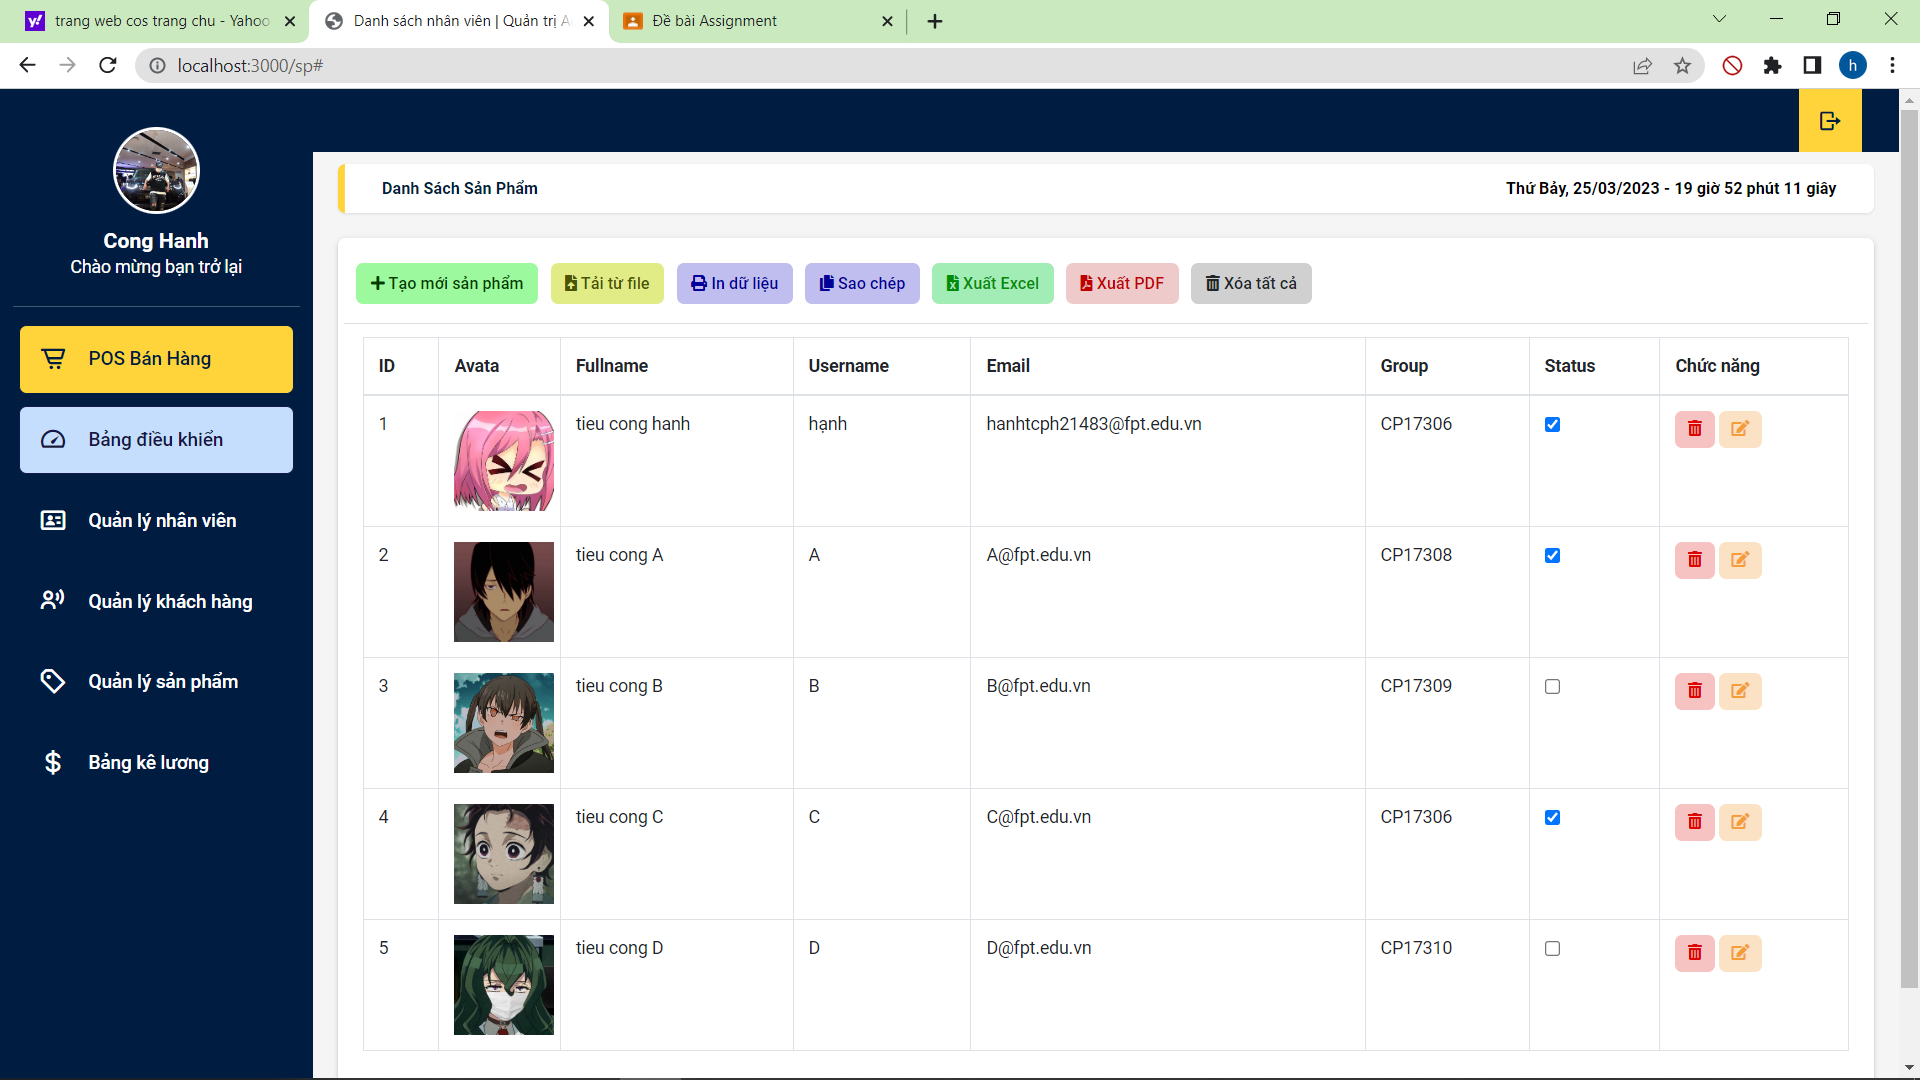 trang web cos trang chu - Yahoo
Danh sách nhân viên | Quản trị A
Đề bài Assignment
localhost:3000/sp#
h
Cong Hanh
Chào mừng bạn trở lại
POS Bán Hàng
Bảng điều khiển
Quản lý nhân viên
Quản lý khách hàng
Quản lý sản phẩm
Bảng kê lương
Danh Sách Sản Phẩm
Thứ Bảy, 25/03/2023 - 19 giờ 52 phút 11 giây
Tạo mới sản phẩm Tải từ file In dữ liệu Sao chép Xuất Excel Xuất PDF Xóa tất cả
ID Avata Fullname Username Email Group Status Chức năng
1 tieu cong hanh hạnh hanhtcph21483@fpt.edu.vn CP17306
2 tieu cong A A A@fpt.edu.vn CP17308
3 tieu cong B B B@fpt.edu.vn CP17309
4 tieu cong C C C@fpt.edu.vn CP17306
5 tieu cong D D D@fpt.edu.vn CP17310